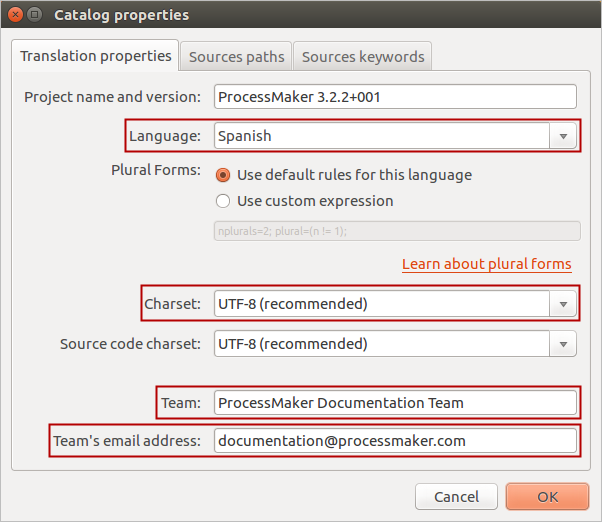 Catalog properties
Translation properties Sources paths Sources keywords
Project name and version: ProcessMaker 3.2.2+001
Language: Spanish
Plural Forms: Use default rules for this language
Use custom expression
nplurals=2; plural=(n != 1);
Learn about plural forms
Charset: UTF-8 (recommended)
Source code charset: UTF-8 (recommended)
Team: ProcessMaker Documentation Team
Team's email address: documentation@processmaker.com
Cancel OK